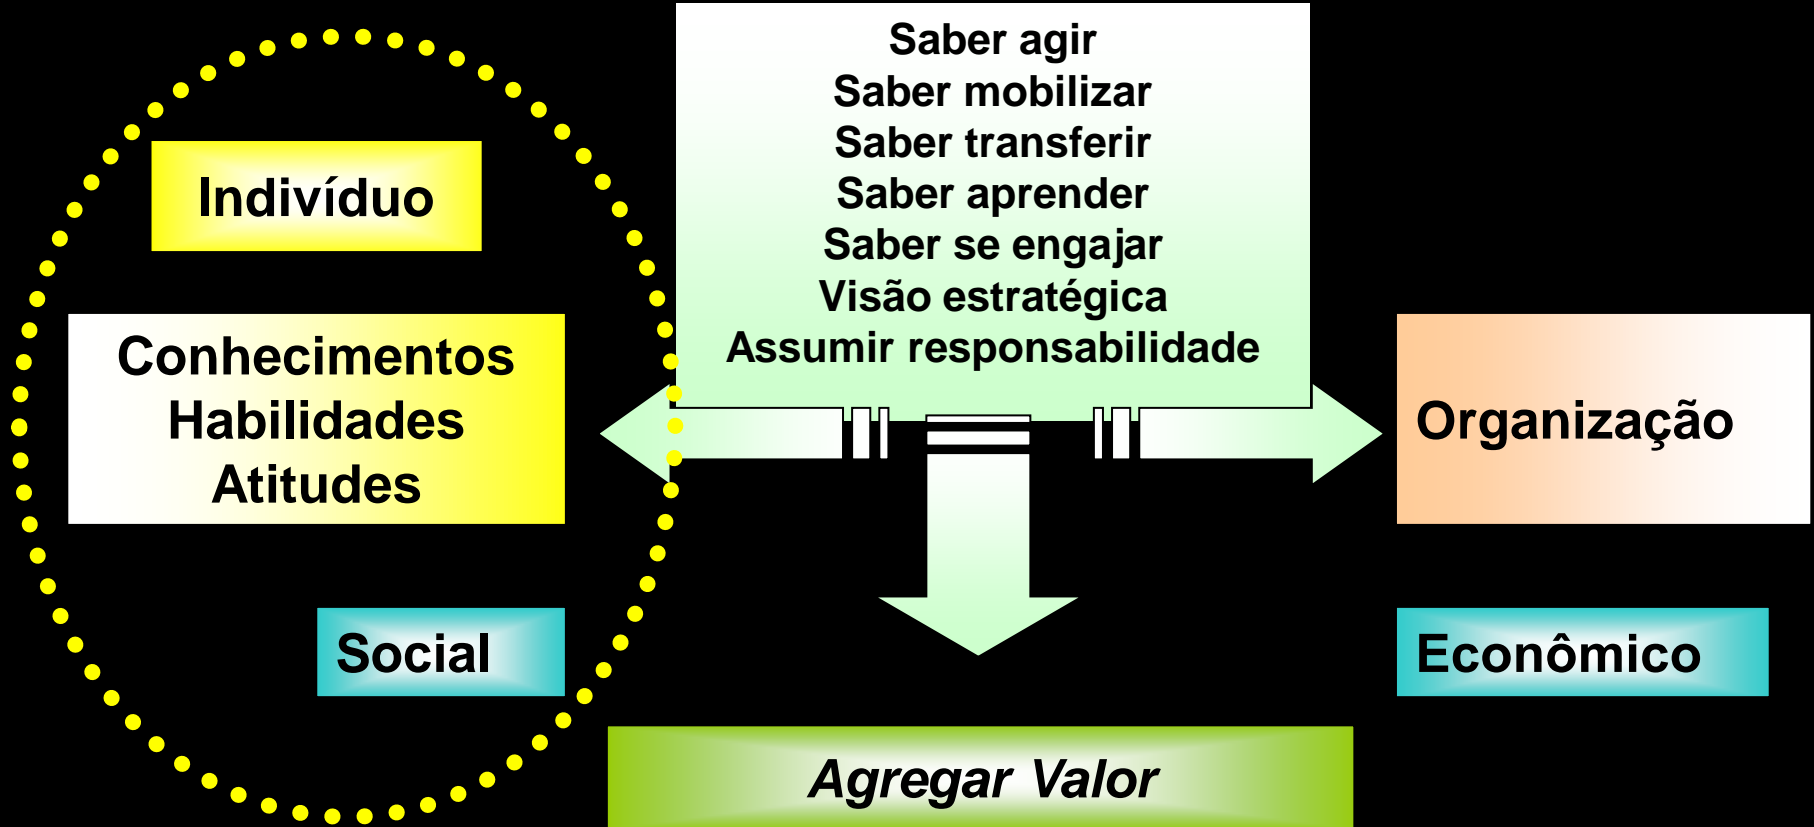 Saber agir
Saber mobilizar
Saber transferir
Saber aprender
Saber se engajar
Visão estratégica
Assumir responsabilidade
Indivíduo
Conhecimentos
Habilidades
Atitudes
Social
Organização
Econômico
Agregar Valor